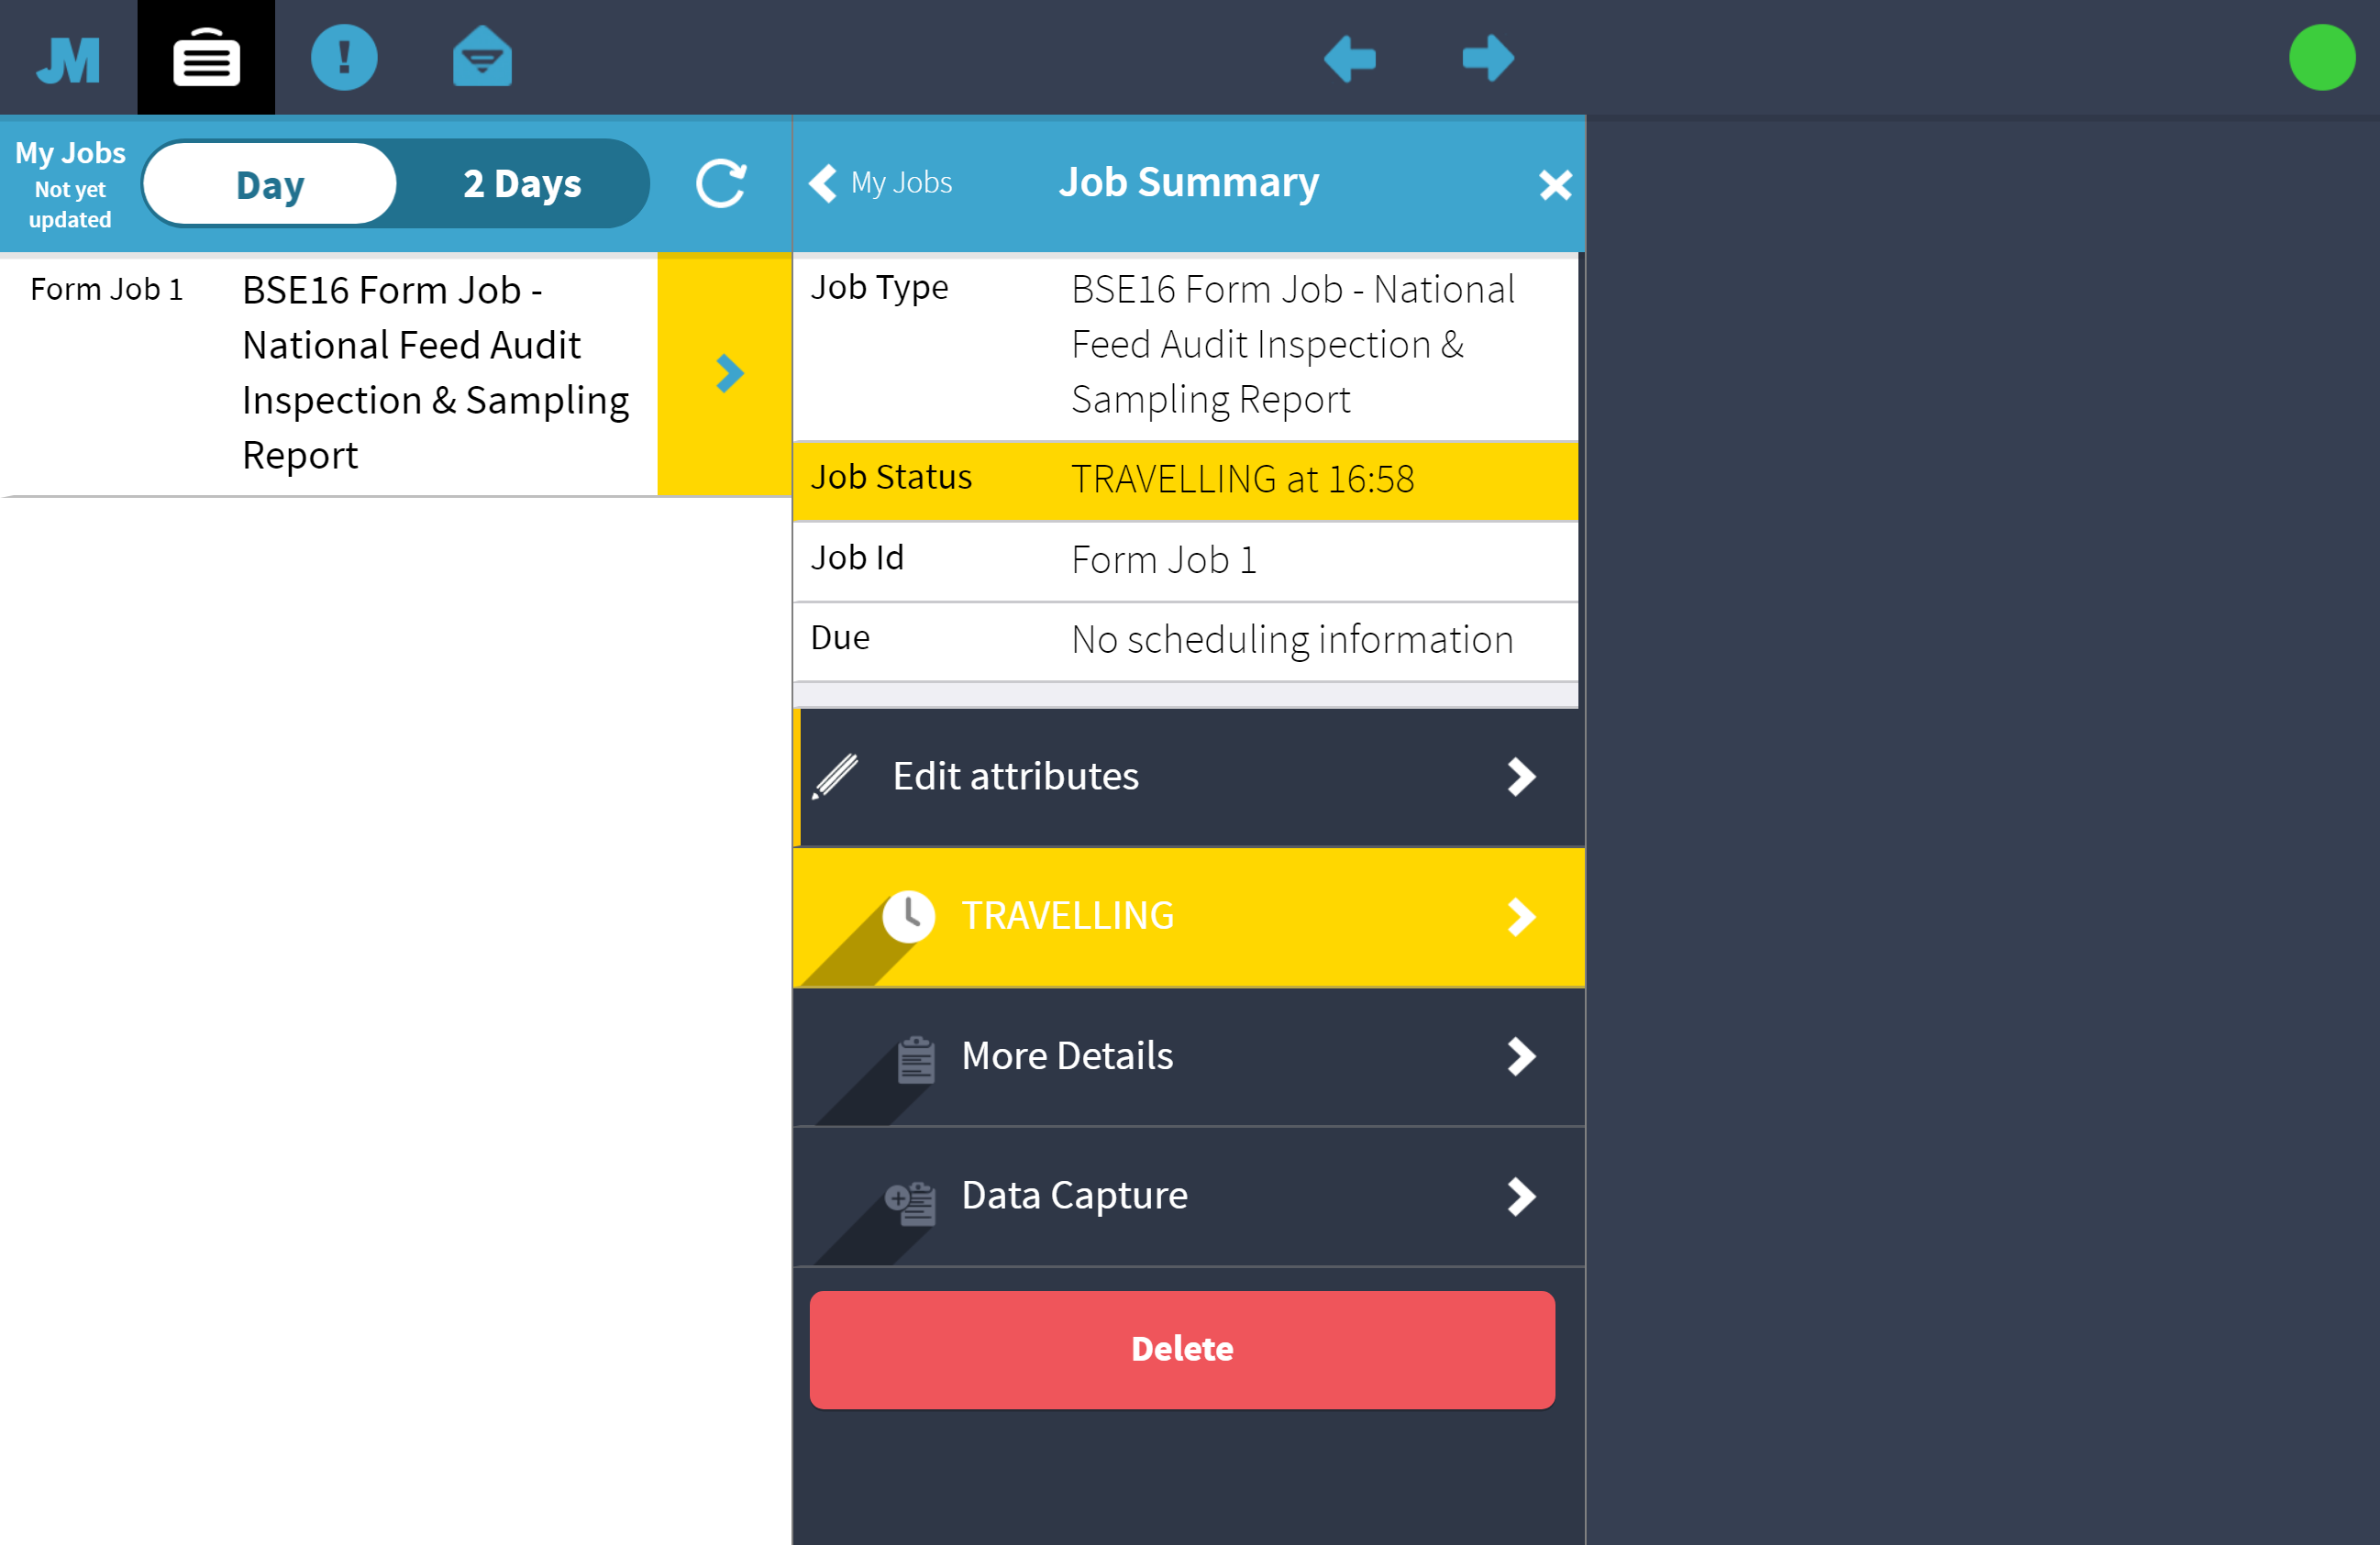 JM
My Jobs
Not yet
updated
Day
2 Days
My Jobs
Job Summary
Form Job 1
BSE16 Form Job -
National Feed Audit
Inspection & Sampling
Report
Job Type
BSE16 Form Job - National
Feed Audit Inspection &
Sampling Report
Job Status
TRAVELLING at 16:58
Job Id
Form Job 1
Due
No scheduling information
Edit attributes
TRAVELLING
More Details
Data Capture
Delete